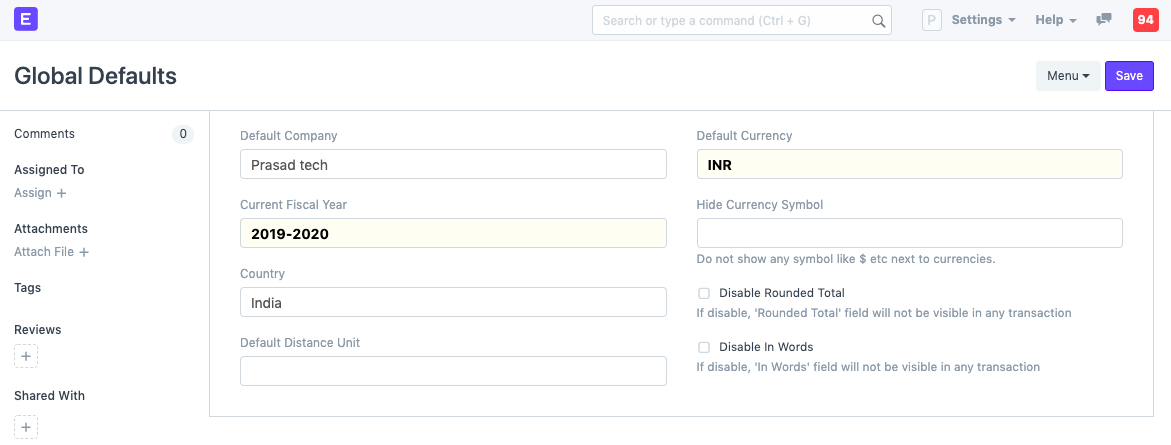 E
Search or type a command (Ctrl + G)
P
Settings
Help
94
Global Defaults
Menu
Save
Comments
0
Assigned To
Assign +
Attachments
Attach File +
Tags
Reviews
+
Shared With
+
Default Company
Prasad tech
Current Fiscal Year
2019-2020
Country
India
Default Distance Unit
Default Currency
INR
Hide Currency Symbol
Do not show any symbol like $ etc next to currencies.
Disable Rounded Total
If disable, 'Rounded Total' field will not be visible in any transaction
Disable In Words
If disable, 'In Words' field will not be visible in any transaction